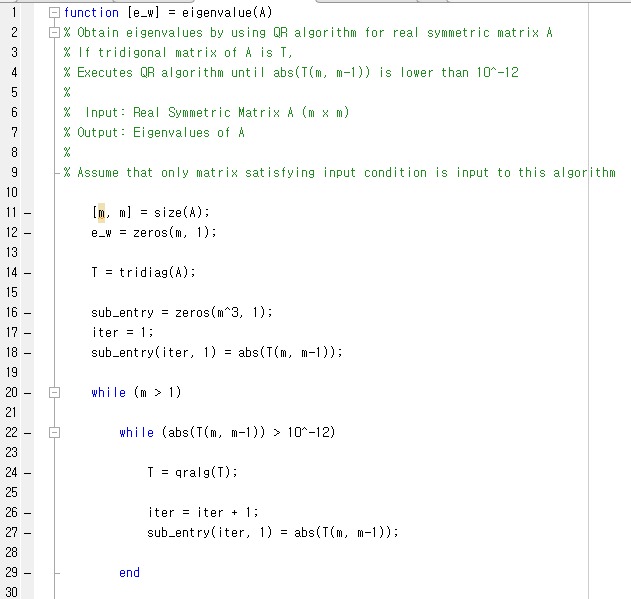 1 function [e_w] = eigenvalue(A)
2 % Obtain eigenvalues by using QR algorithm for real symmetric matrix A
3 % If tridigonal matrix of A is T,
4 % Executes QR algorithm until abs(T(m, m-1)) is lower than 10^-12
5 %
6 %  Input: Real Symmetric Matrix A (m x m)
7 % Output: Eigenvalues of A
8 %
9 % Assume that only matrix satisfying input condition is input to this algorithm
10
11 – [m, m] = size(A);
12 – e_w = zeros(m, 1);
13
14 – T = tridiag(A);
15
16 – sub_entry = zeros(m^3, 1);
17 – iter = 1;
18 – sub_entry(iter, 1) = abs(T(m, m-1));
19
20 – while (m > 1)
21
22 – while (abs(T(m, m-1)) > 10^-12)
23
24 – T = qralg(T);
25
26 – iter = iter + 1;
27 – sub_entry(iter, 1) = abs(T(m, m-1));
28
29 – end
30